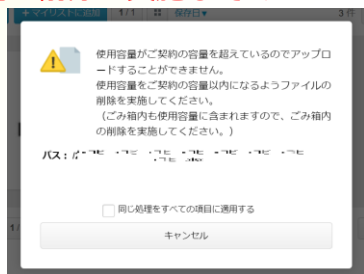 + マイリストに追加 1/1 保存日▼ 3 件
使用容量がご契約の容量を超えているのでアップロ
ードすることができません。
使用容量をご契約の容量以内になるようファイルの
削除を実施してください。
（ごみ箱内も使用容量に含まれますので、ごみ箱内
の削除を実施してください。）
パス：
同じ処理をすべての項目に適用する
キャンセル